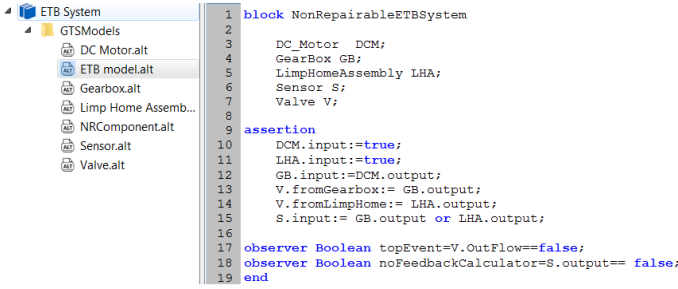 ETB System
GTSModels
DC Motor.alt
ETB model.alt
Gearbox.alt
Limp Home Assemb...
NRComponent.alt
Sensor.alt
Valve.alt
1 block NonRepairableETBSystem
2
3 DC_Motor DCM;
4 GearBox GB;
5 LimpHomeAssembly LHA;
6 Sensor S;
7 Valve V;
8
9 assertion
10 DCM.input:=true;
11 LHA.input:=true;
12 GB.input:=DCM.output;
13 V.fromGearbox:= GB.output;
14 V.fromLimpHome:= LHA.output;
15 S.input:= GB.output or LHA.output;
16
17 observer Boolean topEvent=V.OutFlow==false;
18 observer Boolean noFeedbackCalculator=S.output== false;
19 end